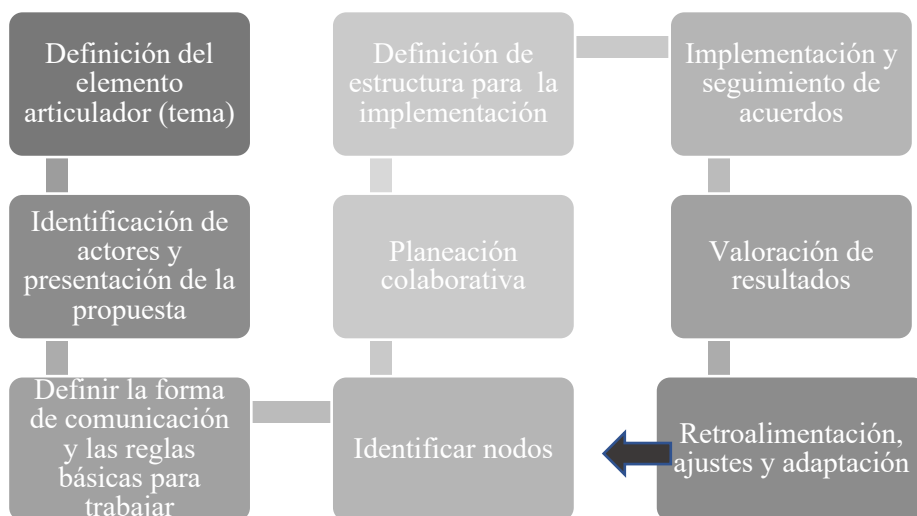 Definición del
elemento
articulador (tema)
Identificación de
actores y
presentación de la
propuesta
Definir la forma
de comunicación
y las reglas
básicas para
trabajar
Identificar nodos
Planeación
colaborativa
Definición de
estructura para la
implementación
Implementación y
seguimiento de
acuerdos
Valoración de
resultados
Retroalimentación,
ajustes y adaptación